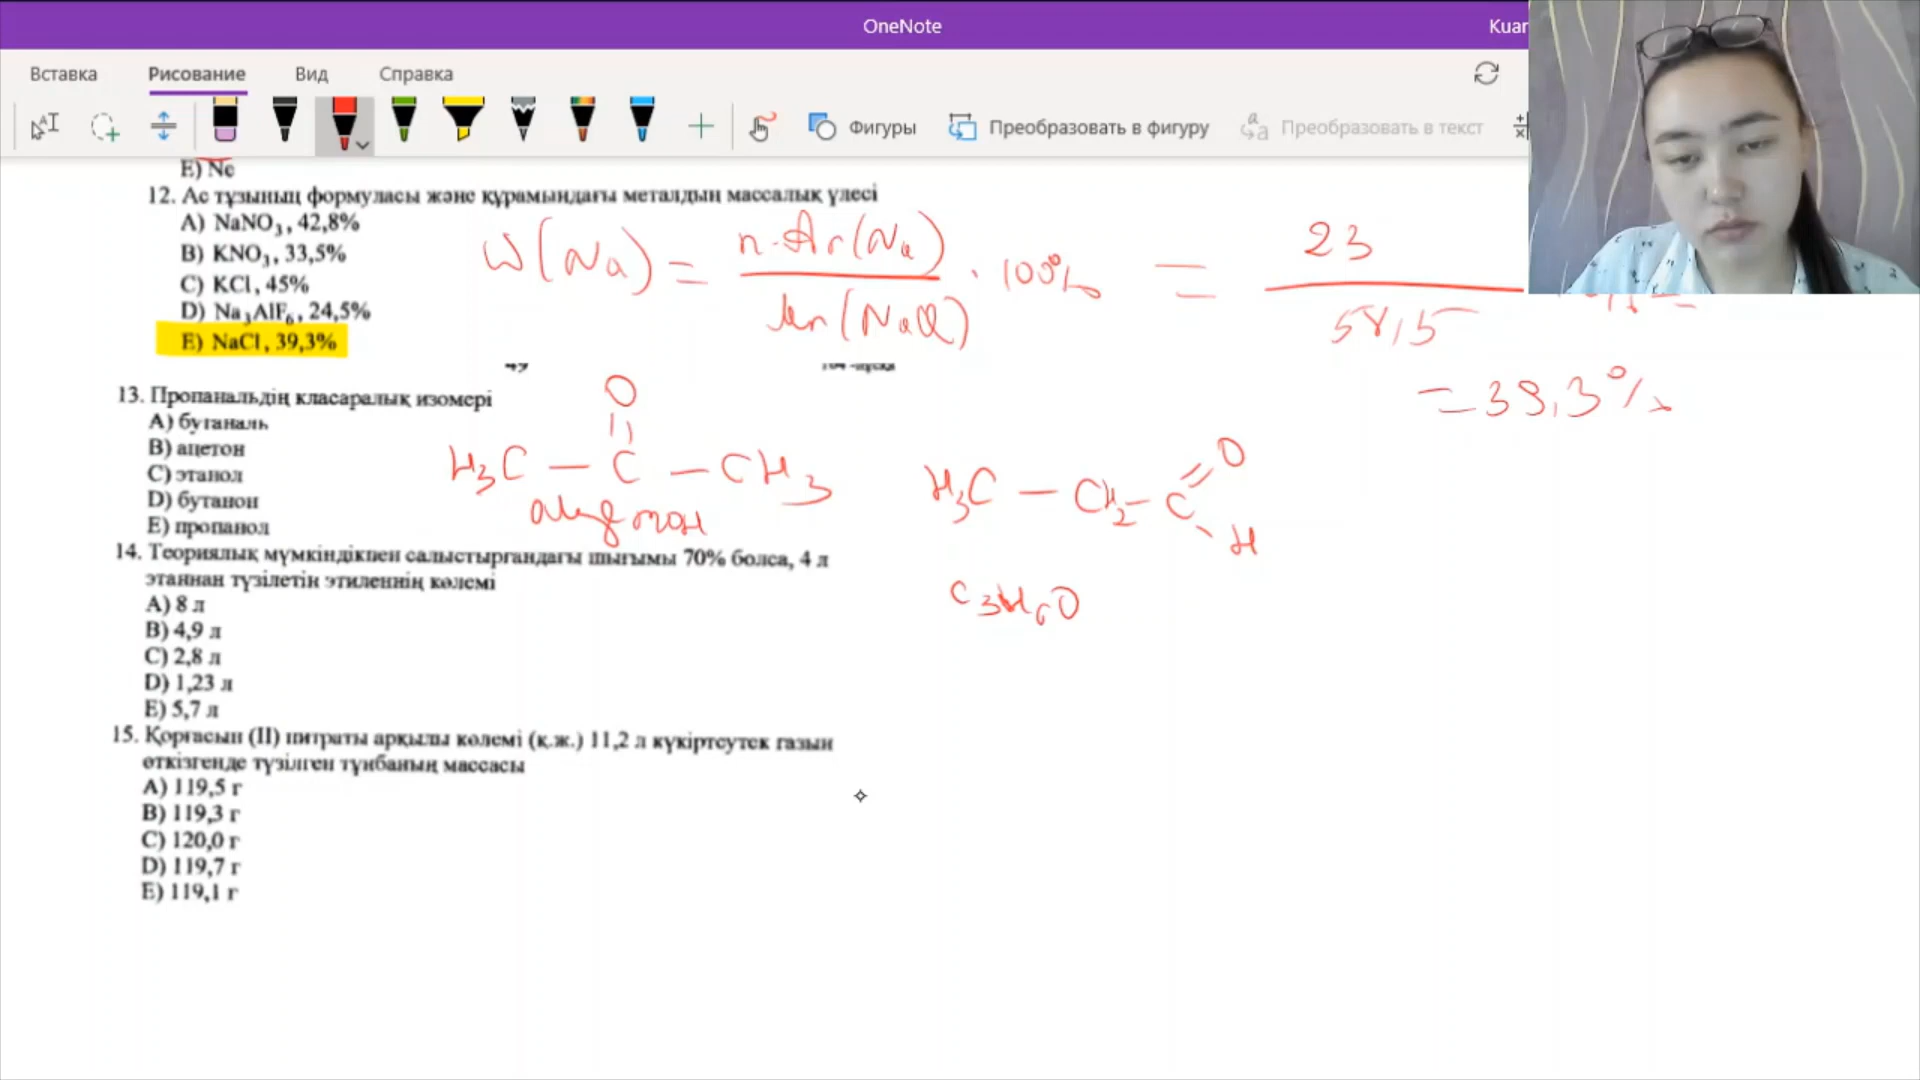 OneNote
Kuan
Вставка Рисование Вид Справка
Фигуры Преобразовать в фигуру Преобразовать в текст
E) Ne
12. Ас тұзының формуласы және құрамындағы металдың массалық үлесі
A) NaNO3, 42,8%
B) KNO3, 33,5%
C) KCl, 45%
D) Na3AlF6, 24,5%
E) NaCl, 39,3%
W(Na) = n·Ar(Na) / Mr(NaCl) · 100% = 23 / 58,5
= 39,3%
49
13. Пропанальдің класаралық изомері
A) бутаналь
B) ацетон
C) этанол
D) бутанон
E) пропанол
O
H3C — C — CH3
ацетон
H3C — CH2 — C O H
C3H6O
14. Теориялық мүмкіндікпен салыстырғандағы шығымы 70% болса, 4 л
этаннан түзілетін этиленнің көлемі
A) 8 л
B) 4,9 л
C) 2,8 л
D) 1,23 л
E) 5,7 л
15. Қорғасын (II) нитраты арқылы көлемі (қ.ж.) 11,2 л күкіртсутек газын
өткізгенде түзілген тұнбаның массасы
A) 119,5 г
B) 119,3 г
C) 120,0 г
D) 119,7 г
E) 119,1 г